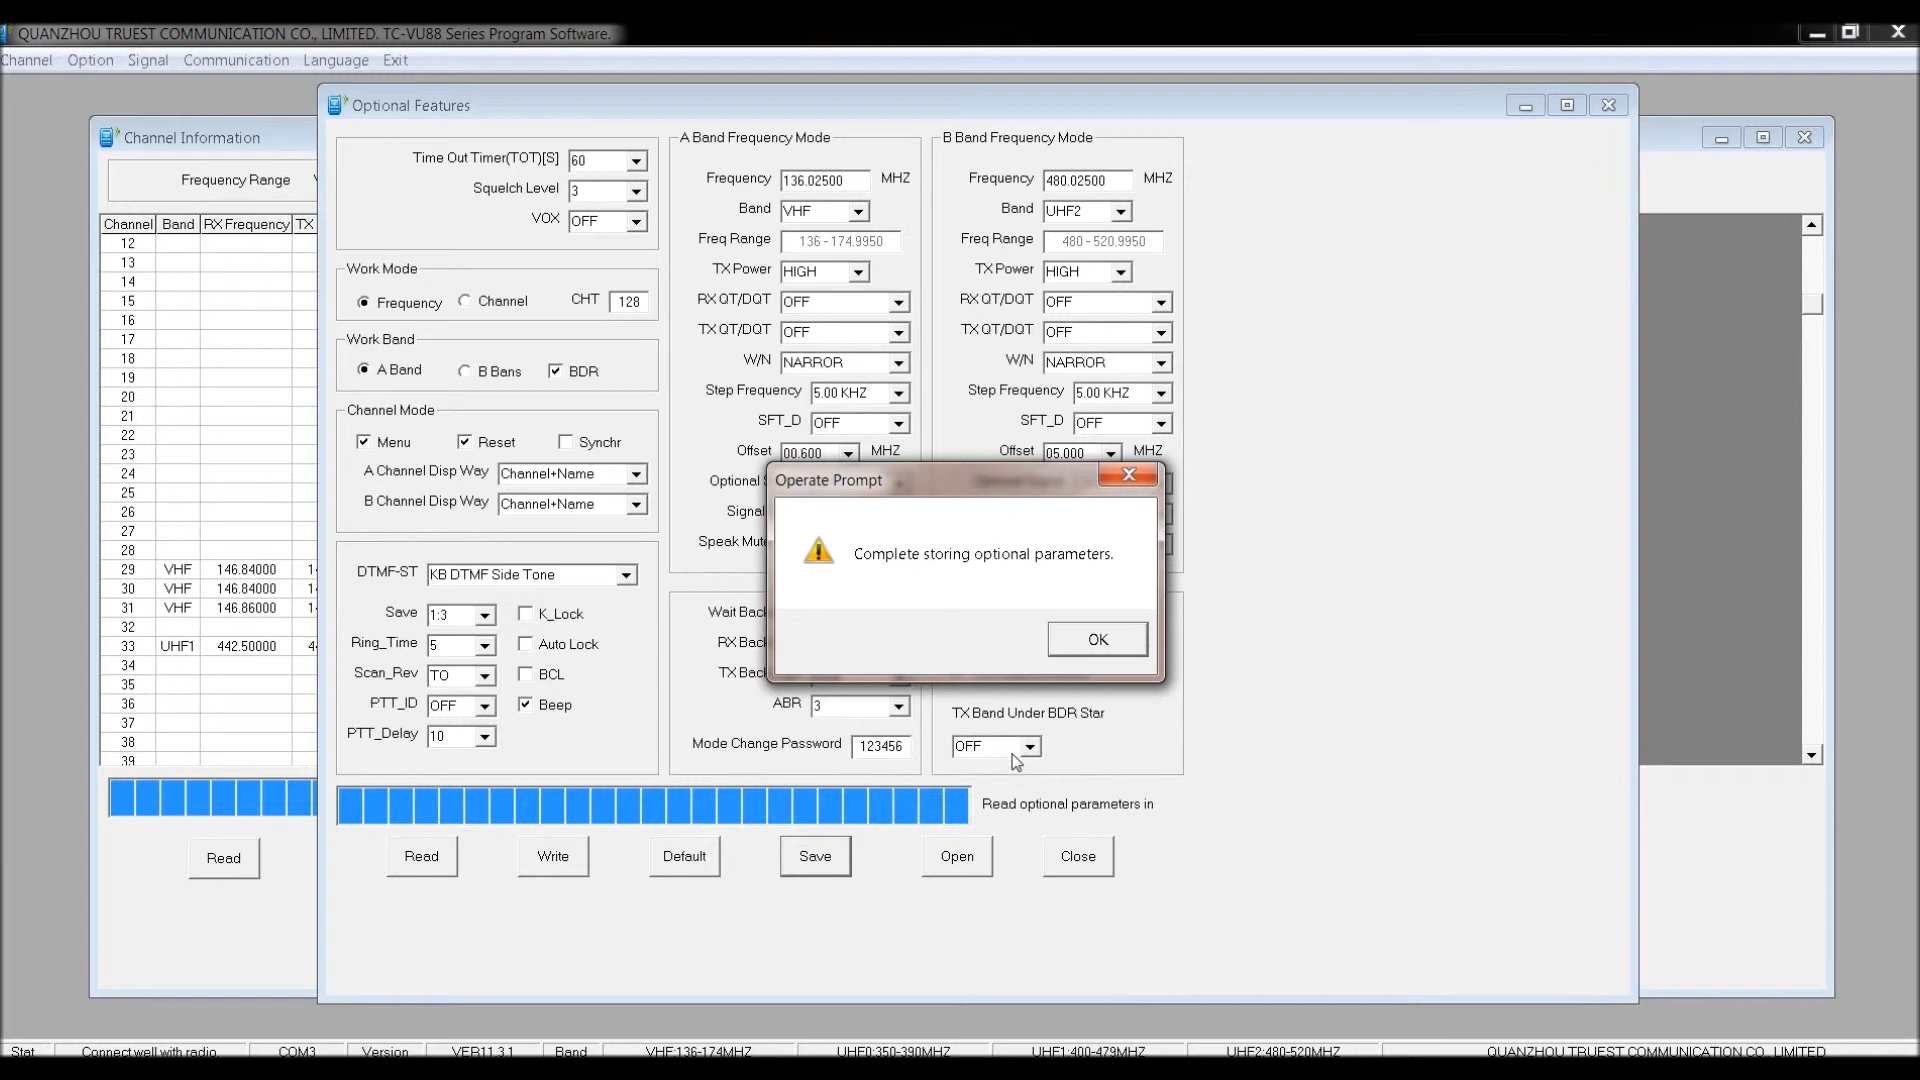 QUANZHOU TRUEST COMMUNICATION CO., LIMITED. TC-VU88 Series Program Software.
Channel Option Signal Communication Language Exit
Optional Features
Channel Information
Frequency Range
Channel Band RX Frequency TX
12
13
14
15
16
17
18
19
20
21
22
23
24
25
26
27
28
29 VHF 146.84000
30 VHF 146.84000
31 VHF 146.86000
32
33 UHF1 442.50000
34
35
36
37
38
39
Read
Time Out Timer(TOT)[S] 60
Squelch Level 3
VOX OFF
Work Mode
Frequency Channel CHT 128
Work Band
A Band B Bans BDR
Channel Mode
Menu Reset Synchr
A Channel Disp Way Channel+Name
B Channel Disp Way Channel+Name
DTMF-ST KB DTMF Side Tone
Save 1:3 K_Lock
Ring_Time 5 Auto Lock
Scan_Rev TO BCL
PTT_ID OFF Beep
PTT_Delay 10
A Band Frequency Mode
Frequency 136.02500 MHZ
Band VHF
Freq Range 136 - 174.9950
TX Power HIGH
RX QT/DQT OFF
TX QT/DQT OFF
W/N NARROR
Step Frequency 5.00 KHZ
SFT_D OFF
Offset 00.600 MHZ
Optional
Signal
Speak Mute
B Band Frequency Mode
Frequency 480.02500 MHZ
Band UHF2
Freq Range 480 - 520.9950
TX Power HIGH
RX QT/DQT OFF
TX QT/DQT OFF
W/N NARROR
Step Frequency 5.00 KHZ
SFT_D OFF
Offset 05.000 MHZ
Operate Prompt
Complete storing optional parameters.
OK
Wait Back
RX Back
TX Back
ABR 3
Mode Change Password 123456
TX Band Under BDR Star
OFF
Read optional parameters in
Read Write Default Save Open Close
Stat Connect well with radio COM3 Version VER11.3.1 Band VHF:136-174MHZ UHF0:350-390MHZ UHF1:400-479MHZ UHF2:480-520MHZ QUANZHOU TRUEST COMMUNICATION CO., LIMITED